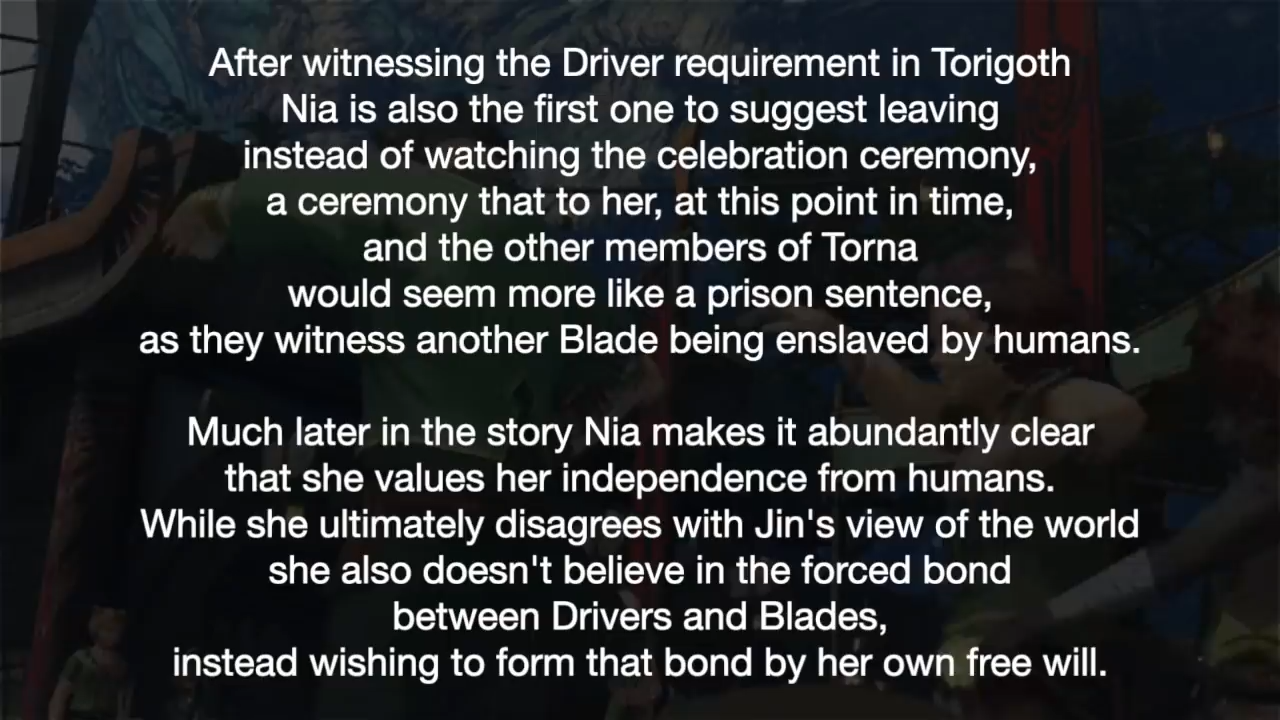 After witnessing the Driver requirement in Torigoth
Nia is also the first one to suggest leaving
instead of watching the celebration ceremony,
a ceremony that to her, at this point in time,
and the other members of Torna
would seem more like a prison sentence,
as they witness another Blade being enslaved by humans.
Much later in the story Nia makes it abundantly clear
that she values her independence from humans.
While she ultimately disagrees with Jin's view of the world
she also doesn't believe in the forced bond
between Drivers and Blades,
instead wishing to form that bond by her own free will.